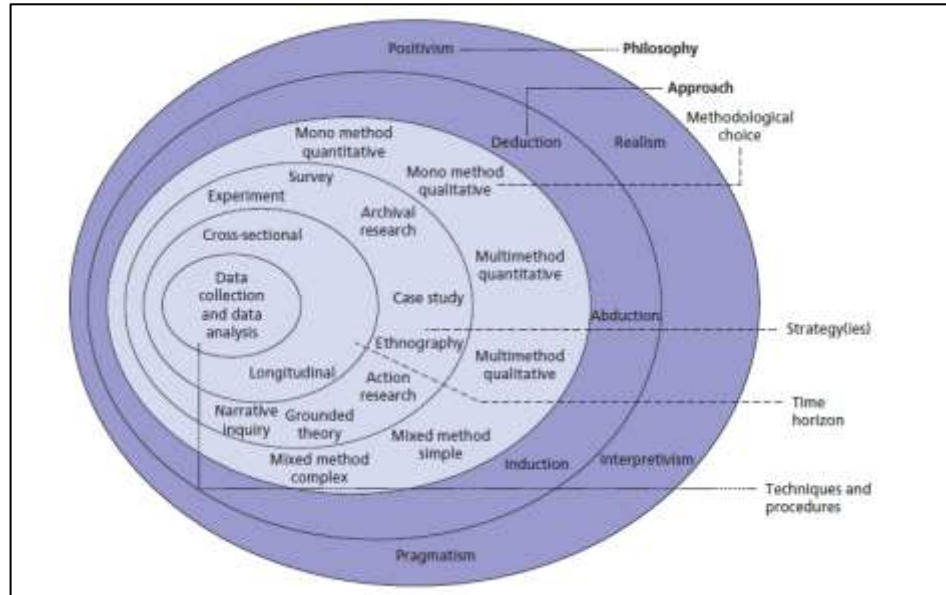 Positivism
Philosophy
Approach
Methodological
choice
Mono method
quantitative
Deduction
Realism
Mono method
qualitative
Survey
Experiment
Archival
research
Cross-sectional
Multimethod
quantitative
Data
collection
and data
analysis
Case study
Abduction
Strategy(ies)
Ethnography
Multimethod
qualitative
Longitudinal
Action
research
Time
horizon
Narrative
inquiry
Grounded
theory
Mixed method
simple
Mixed method
complex
Induction
Interpretivism
Techniques and
procedures
Pragmatism